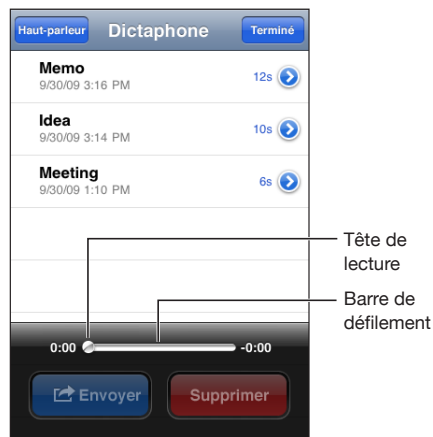 Haut-parleur Dictaphone Terminé
Memo
9/30/09 3:16 PM
12s
Idea
9/30/09 3:14 PM
10s
Meeting
9/30/09 1:10 PM
6s
Tête de
lecture
Barre de
défilement
0:00 -0:00
Envoyer Supprimer